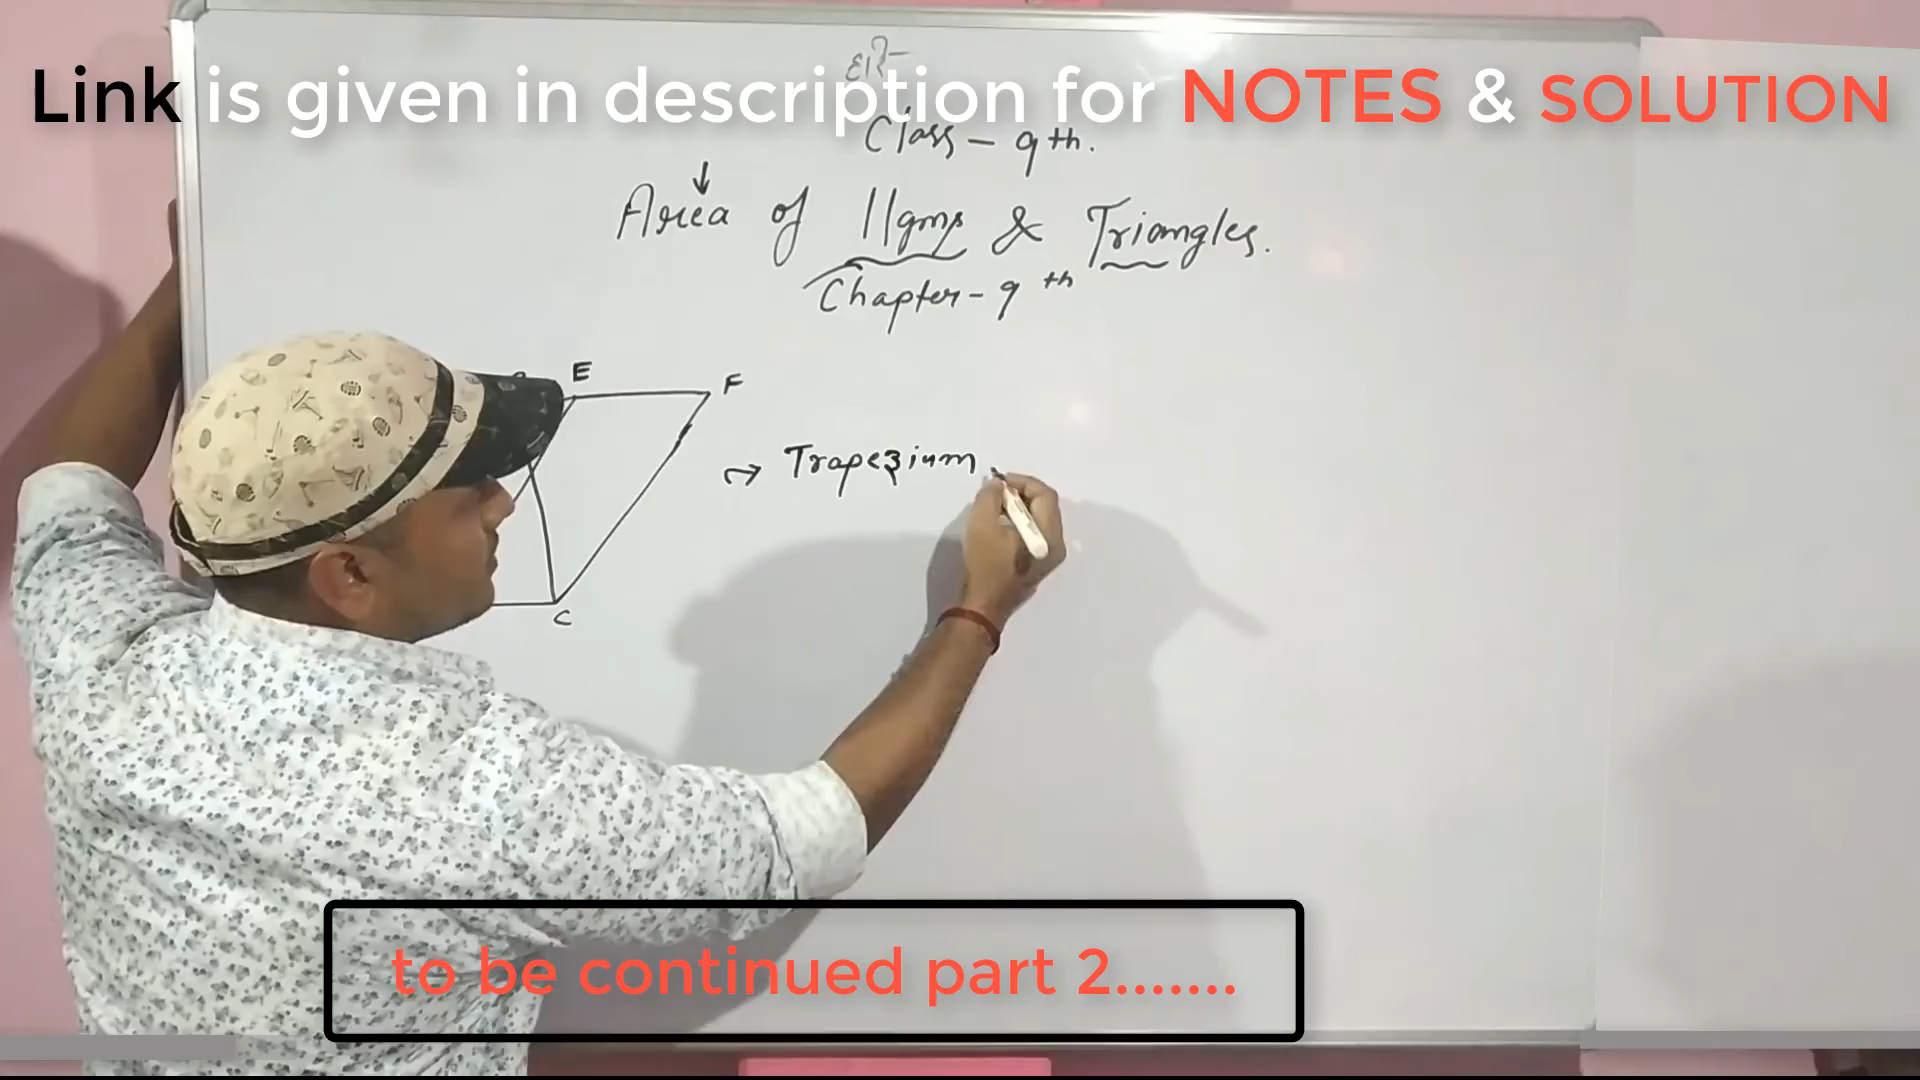 Link is given in description for NOTES & SOLUTION
Class - 9th.
Area of ||gms & Triangles.
Chapter - 9th
E
F
Trapezium
C
to be continued part 2.......